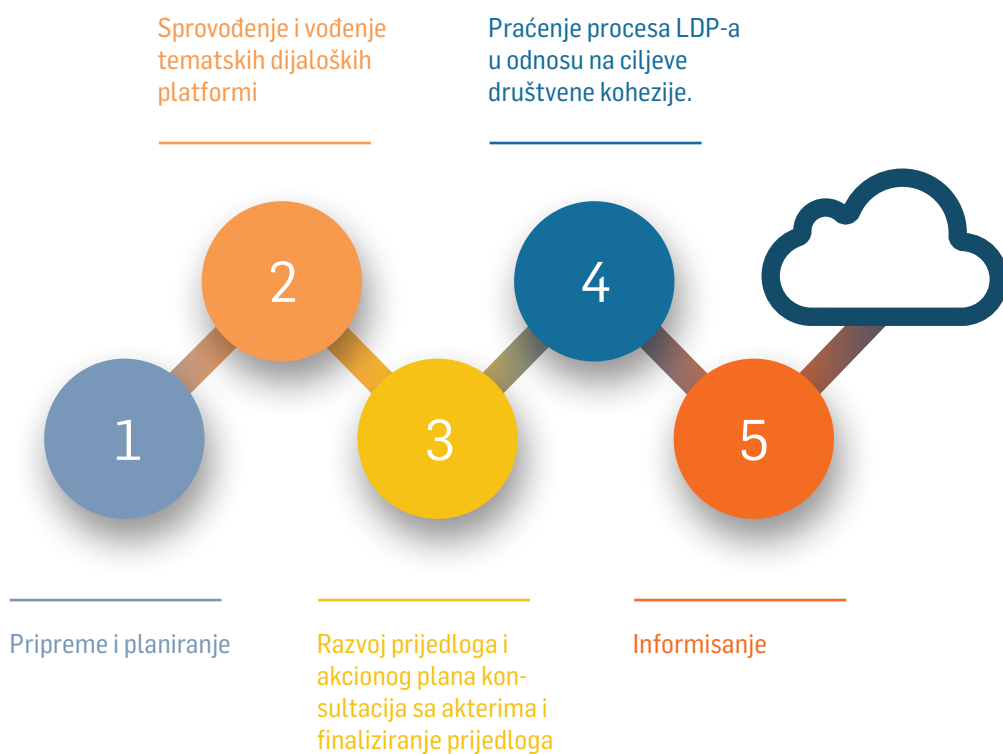 Sprovođenje i vođenje
tematskih dijaloških
platformi
Praćenje procesa LDP-a
u odnosu na ciljeve
društvene kohezije.
1
2
3
4
5
Pripreme i planiranje
Razvoj prijedloga i
akcionog plana kon-
sultacija sa akterima i
finaliziranje prijedloga
Informisanje